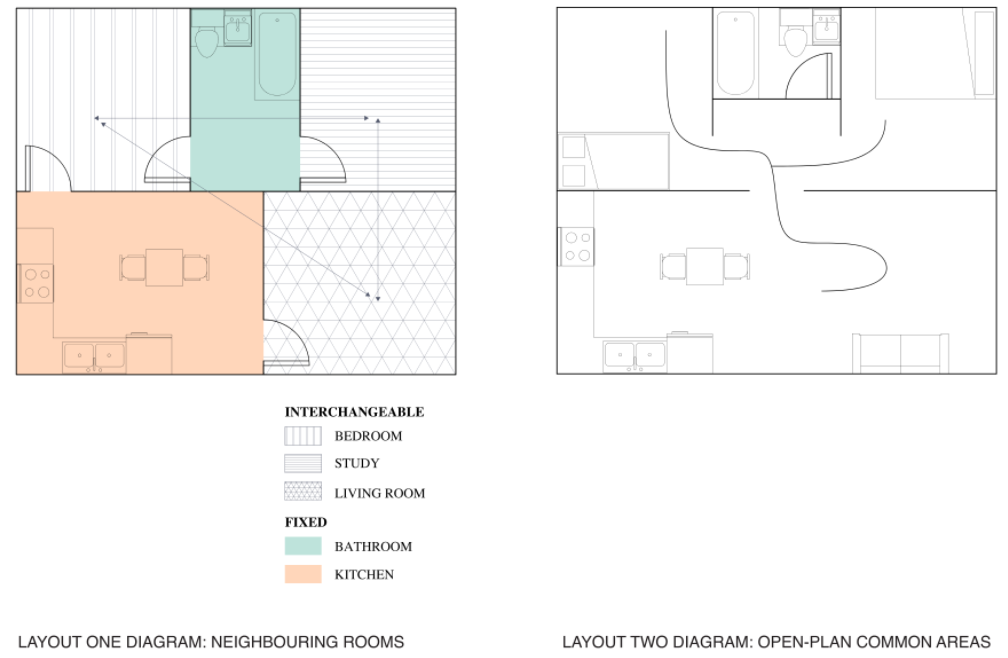 INTERCHANGEABLE
BEDROOM
STUDY
LIVING ROOM
FIXED
BATHROOM
KITCHEN
LAYOUT ONE DIAGRAM: NEIGHBOURING ROOMS
LAYOUT TWO DIAGRAM: OPEN-PLAN COMMON AREAS